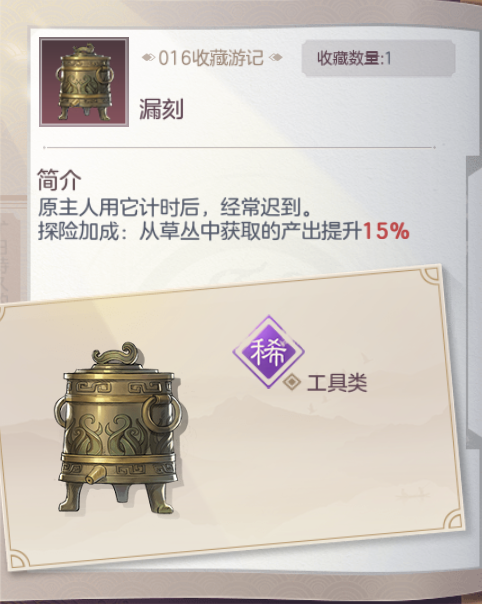 016收藏游记
收藏数量:1
漏刻
简介
原主人用它计时后，经常迟到。
探险加成：从草丛中获取的产出提升15%
稀
工具类